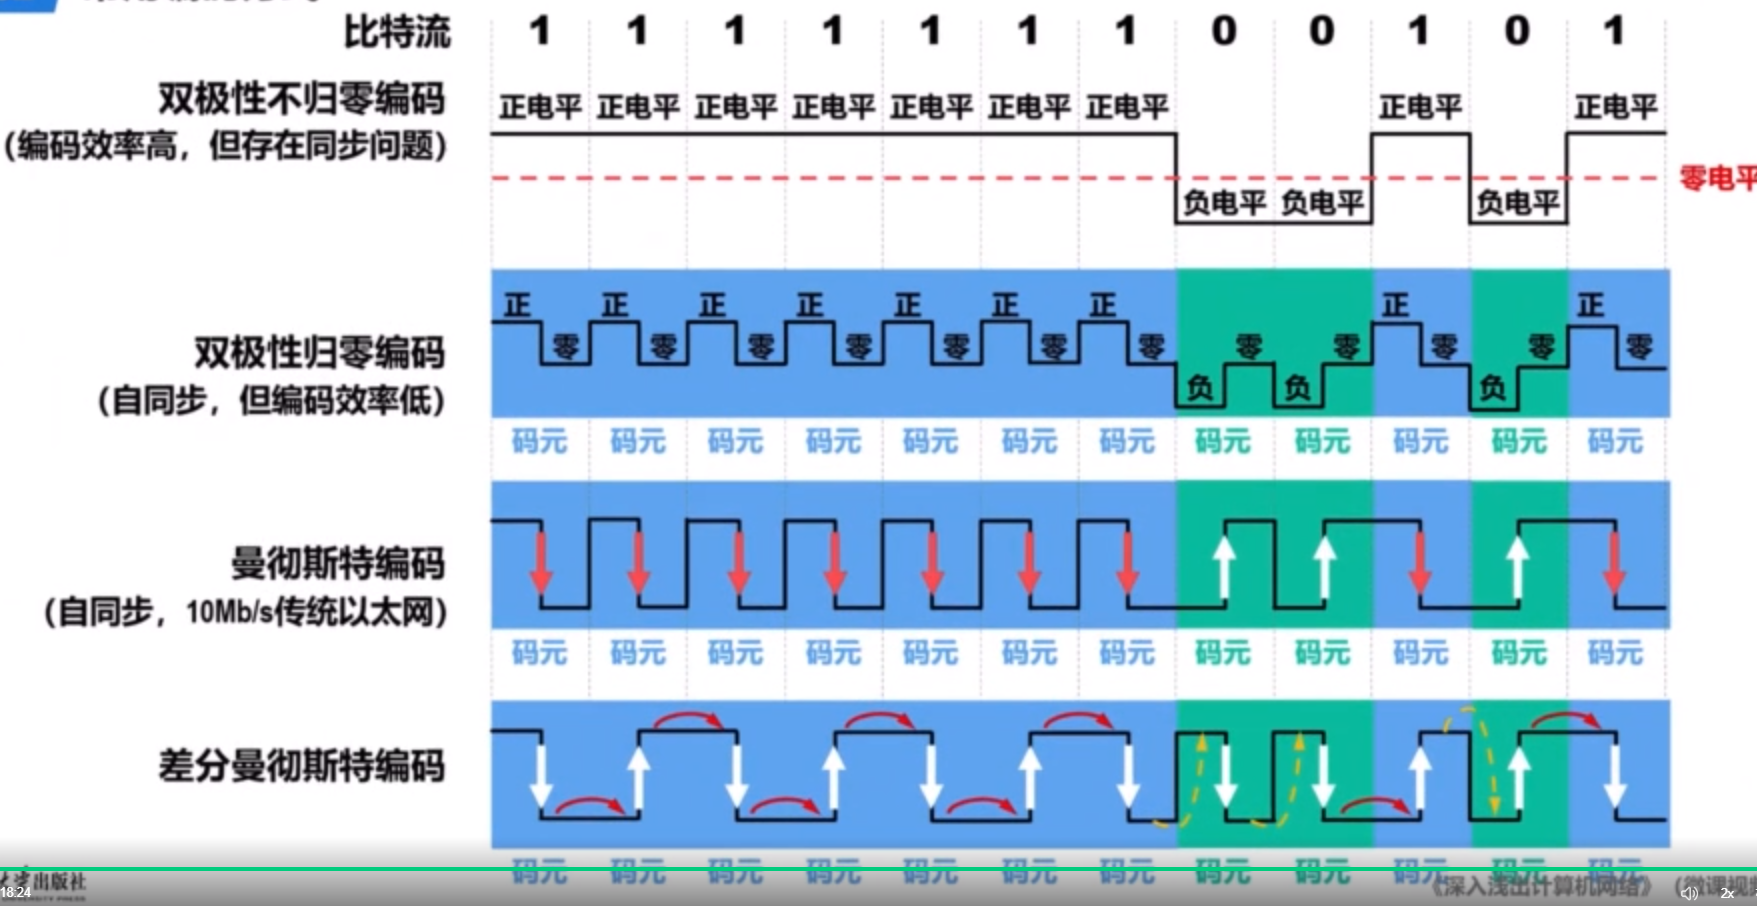 比特流 1 1 1 1 1 1 1 0 0 1 0 1
双极性不归零编码
(编码效率高，但存在同步问题)
正电平 正电平 正电平 正电平 正电平 正电平 正电平 正电平 正电平
零电平
负电平 负电平 负电平
正 正 正 正 正 正 正 正 正
零 零 零 零 零 零 零 零 零 零 零 零
负 负 负
双极性归零编码
(自同步，但编码效率低)
码元 码元 码元 码元 码元 码元 码元 码元 码元 码元 码元 码元
曼彻斯特编码
(自同步，10Mb/s传统以太网)
码元 码元 码元 码元 码元 码元 码元 码元 码元 码元 码元 码元
差分曼彻斯特编码
码元 码元 码元 码元 码元 码元 码元 码元 码元 码元 码元 码元
大学出版社
18:24
《深入浅出计算机网络》（微课视频
2x